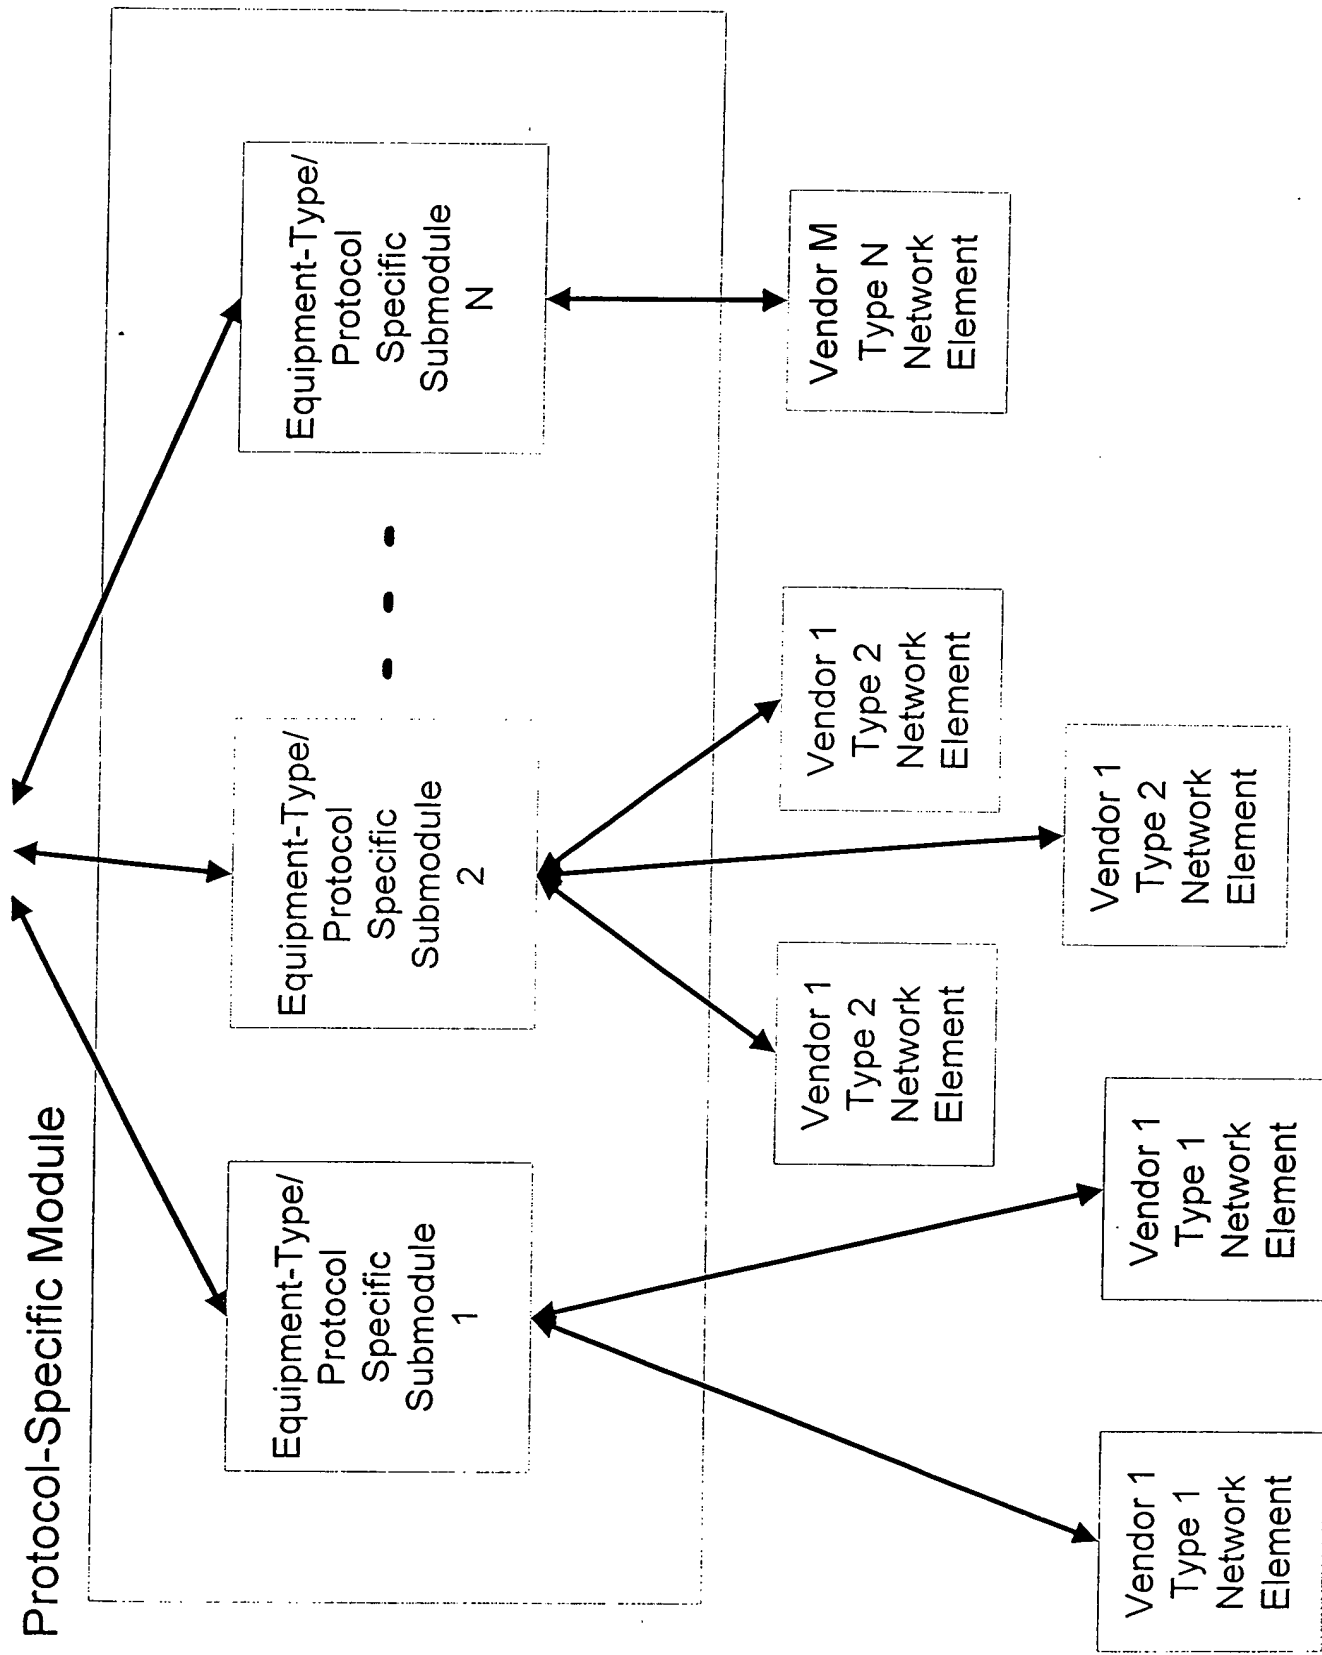 Protocol-Specific Module
Equipment-Type/
Protocol
Specific
Submodule
1
Equipment-Type/
Protocol
Specific
Submodule
2
Equipment-Type/
Protocol
Specific
Submodule
N
Vendor 1
Type 2
Network
Element
Vendor 1
Type 2
Network
Element
Vendor M
Type N
Network
Element
Vendor 1
Type 1
Network
Element
Vendor 1
Type 1
Network
Element
Vendor 1
Type 2
Network
Element